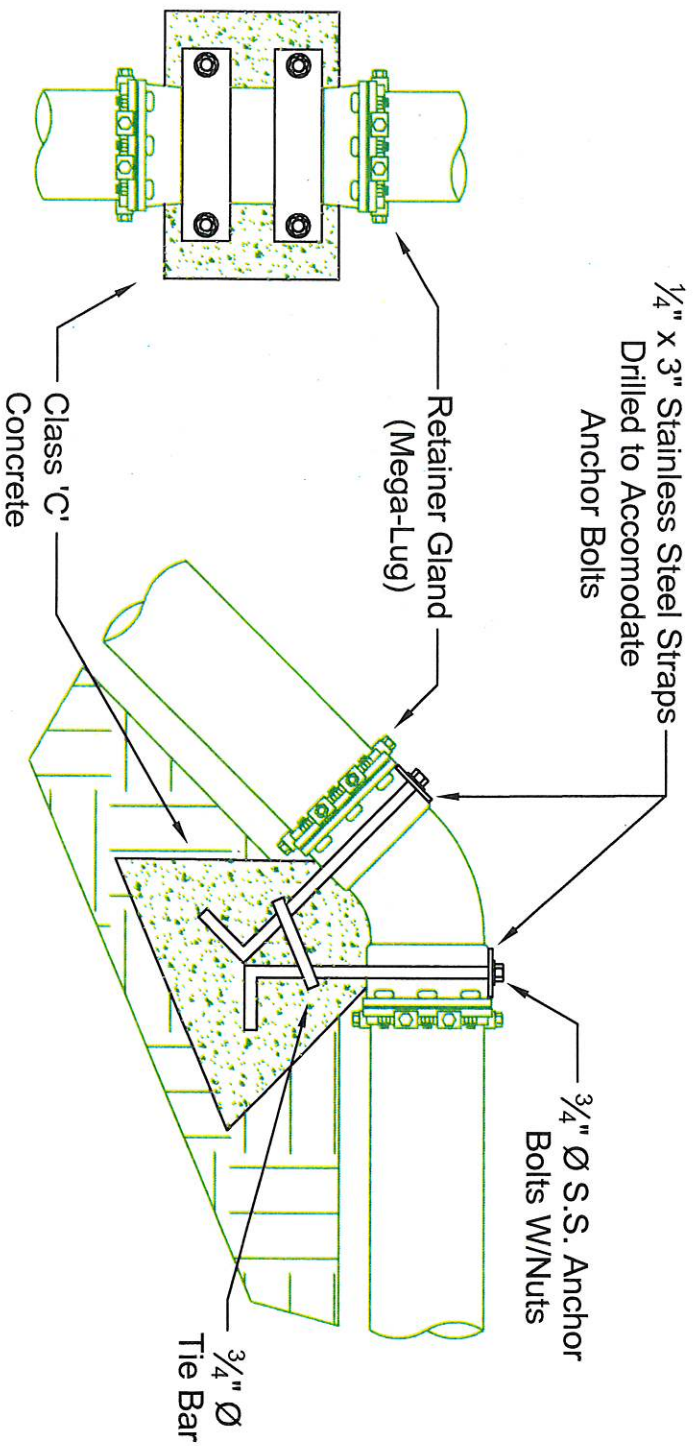 ¼" x 3" Stainless Steel Straps
Drilled to Accomodate
Anchor Bolts
Retainer Gland
(Mega-Lug)
Class 'C'
Concrete
¾" Ø S.S. Anchor
Bolts W/Nuts
¾" Ø
Tie Bar